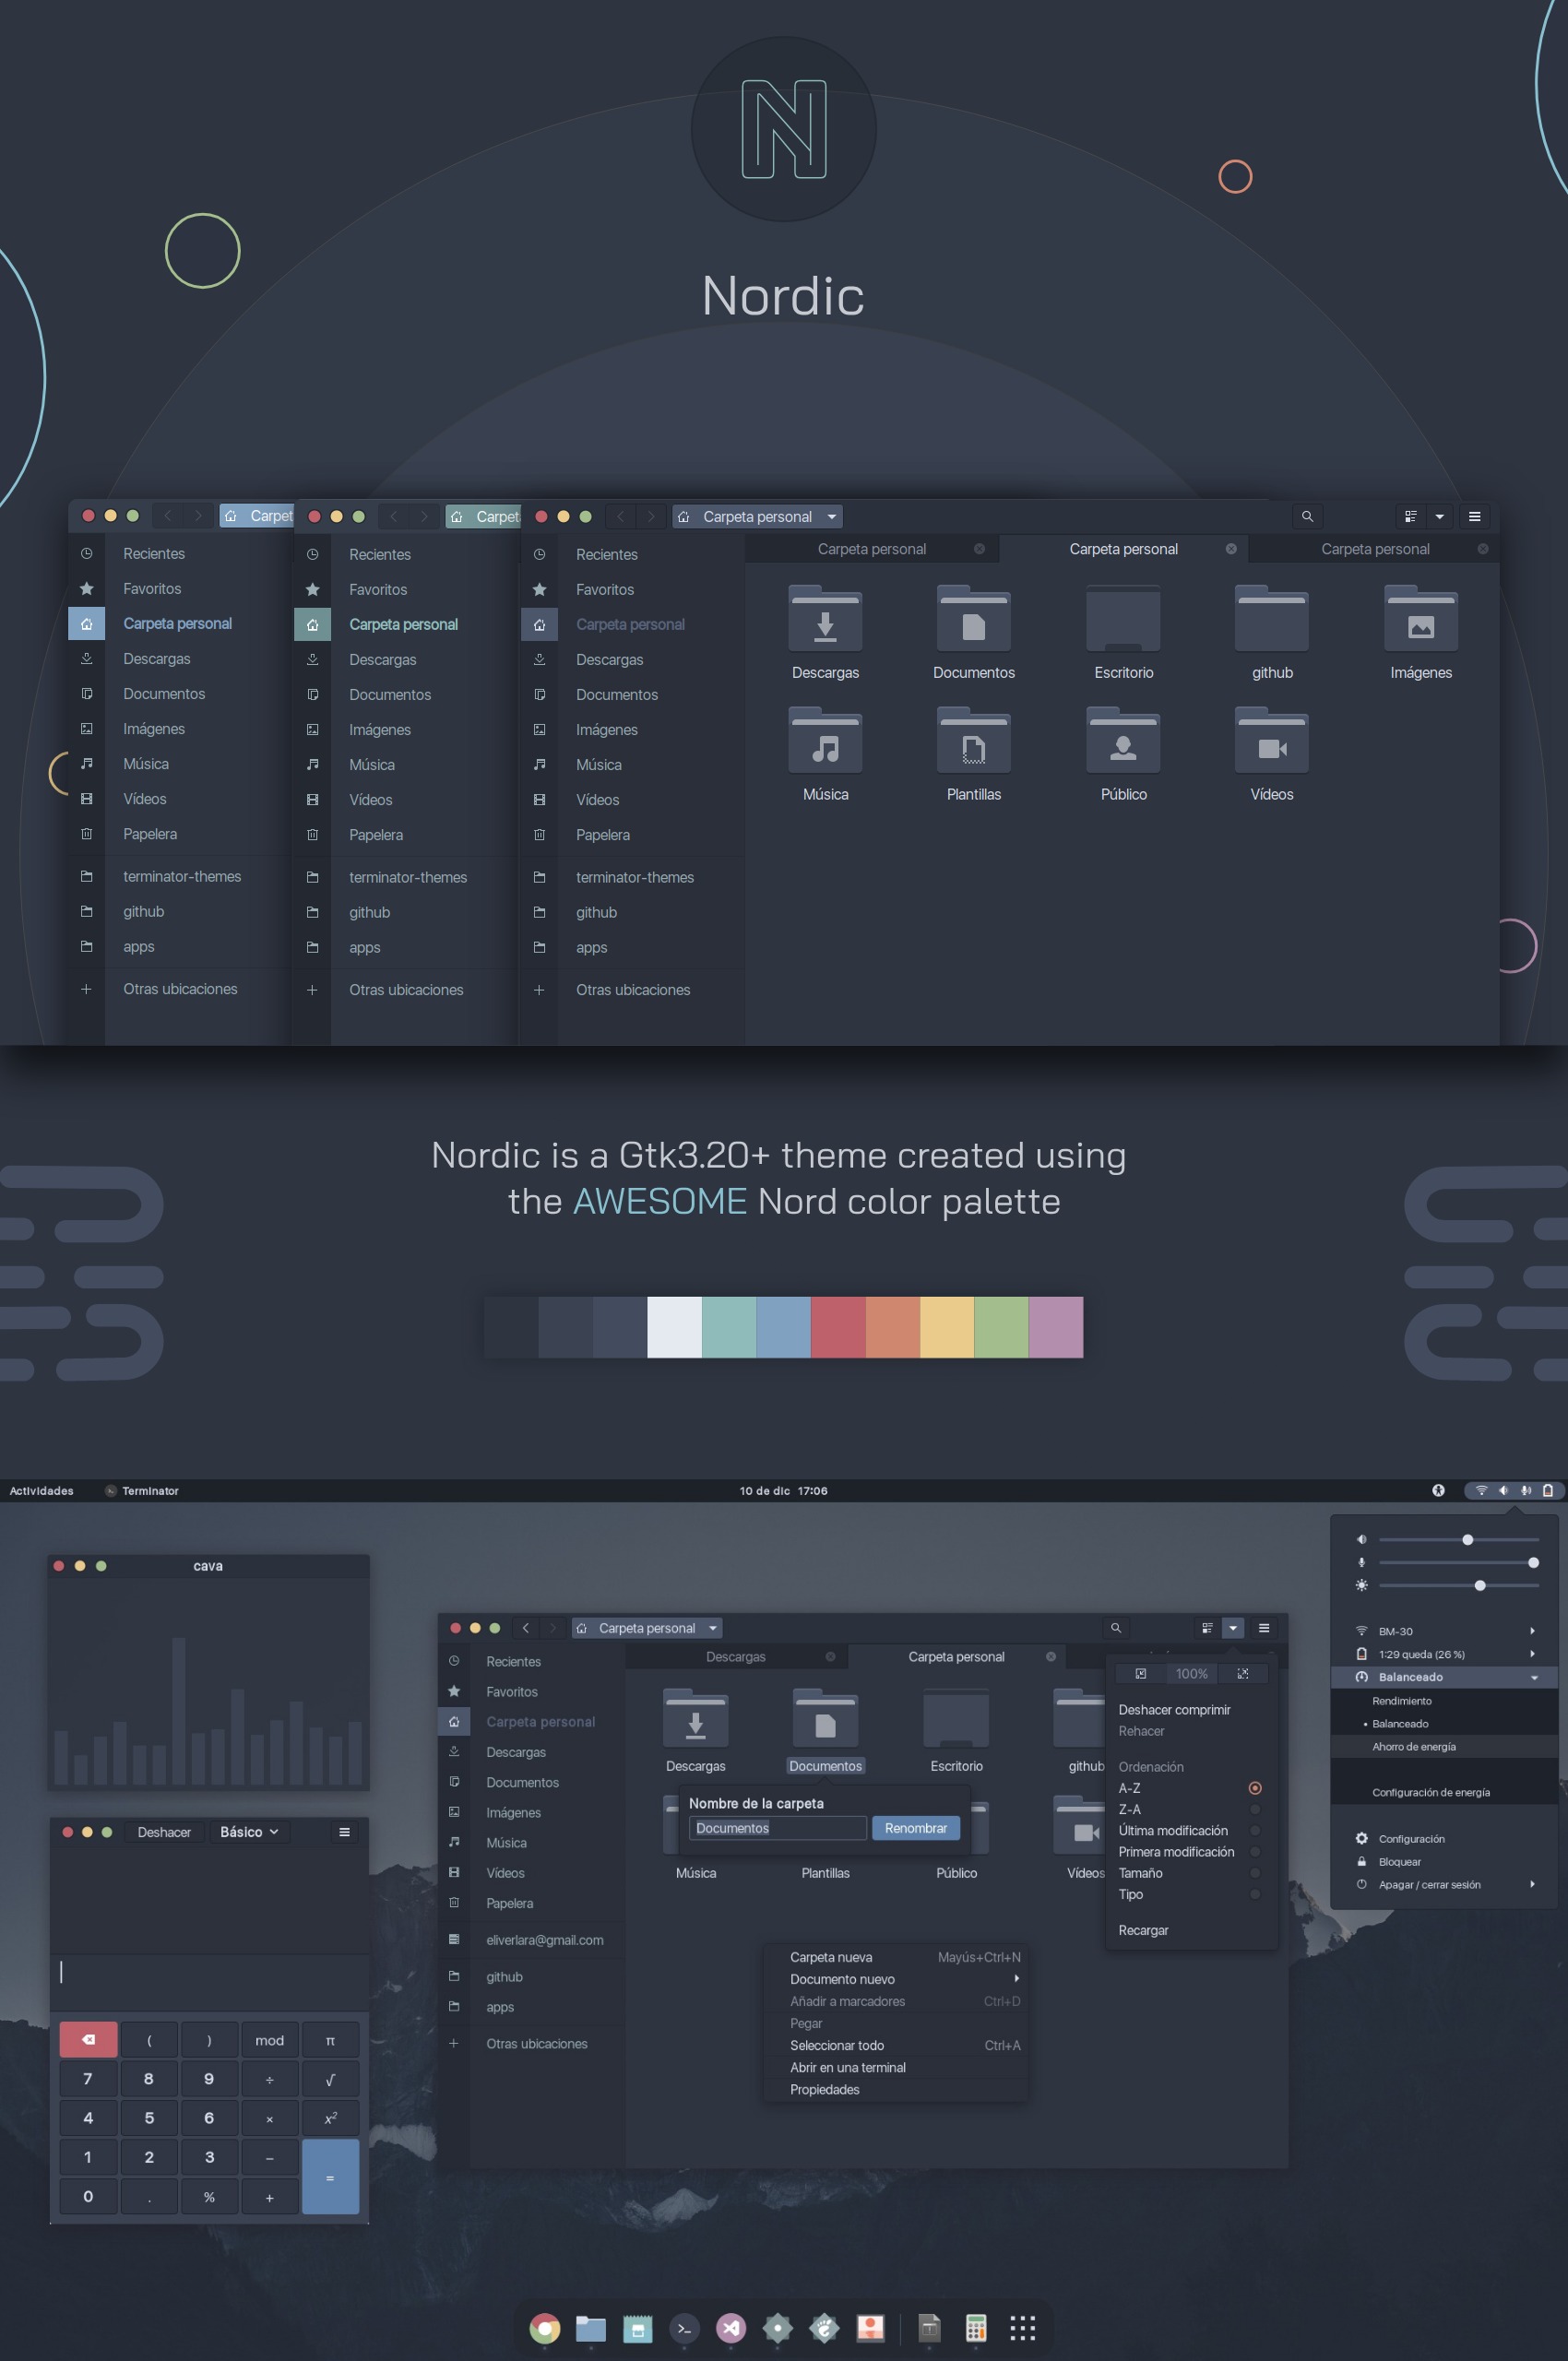 N
Nordic
Carpet
Carpet
Carpeta personal
Recientes
Favoritos
Carpeta personal
Descargas
Documentos
Imágenes
Música
Vídeos
Papelera
terminator-themes
github
apps
Otras ubicaciones
Recientes
Favoritos
Carpeta personal
Descargas
Documentos
Imágenes
Música
Vídeos
Papelera
terminator-themes
github
apps
Otras ubicaciones
Recientes
Favoritos
Carpeta personal
Descargas
Documentos
Imágenes
Música
Vídeos
Papelera
terminator-themes
github
apps
Otras ubicaciones
Carpeta personal Carpeta personal Carpeta personal
Descargas Documentos Escritorio github Imágenes
Música Plantillas Público Vídeos
Nordic is a Gtk3.20+ theme created using
the AWESOME Nord color palette
Actividades Terminator 10 de dic 17:06
cava
Deshacer Básico
( ) mod π
7 8 9 ÷ √
4 5 6 × x²
1 2 3 − =
0 . % +
Carpeta personal
Recientes
Favoritos
Carpeta personal
Descargas
Documentos
Imágenes
Música
Vídeos
Papelera
eliverlara@gmail.com
github
apps
Otras ubicaciones
Descargas Carpeta personal
Descargas Documentos Escritorio github
Nombre de la carpeta
Documentos Renombrar
Música Plantillas Público Vídeos
Carpeta nueva Mayús+Ctrl+N
Documento nuevo
Añadir a marcadores Ctrl+D
Pegar
Seleccionar todo Ctrl+A
Abrir en una terminal
Propiedades
100%
Deshacer comprimir
Rehacer
Ordenación
A-Z
Z-A
Última modificación
Primera modificación
Tamaño
Tipo
Recargar
BM-30
1:29 queda (26 %)
Balanceado
Rendimiento
• Balanceado
Ahorro de energía
Configuración de energía
Configuración
Bloquear
Apagar / cerrar sesión